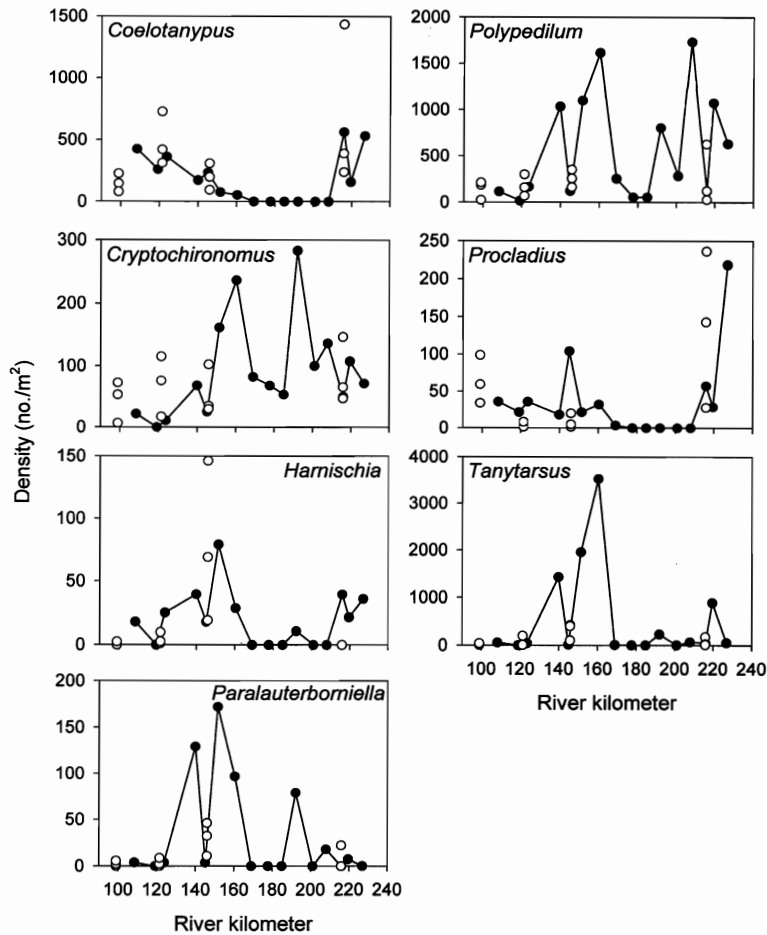 Coelotanypus
1500
1000
500
0
Polypedilum
2000
1500
1000
500
0
Cryptochironomus
300
200
100
0
Procladius
250
200
150
100
50
0
Density (no./m²)
Harnischia
150
100
50
0
Tanytarsus
4000
3000
2000
1000
0
100 120 140 160 180 200 220 240
River kilometer
Paralauterborniella
200
150
100
50
0
100 120 140 160 180 200 220 240
River kilometer